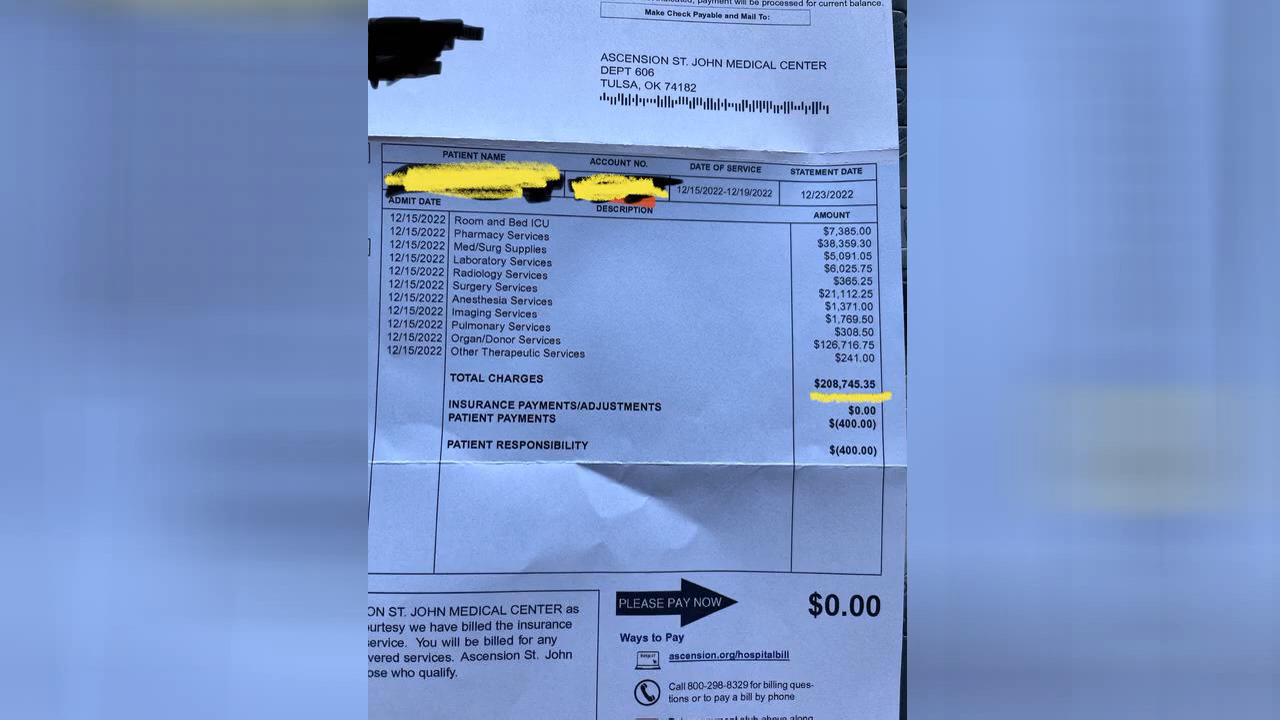 payment will be processed for current balance.
Make Check Payable and Mail To:
ASCENSION ST. JOHN MEDICAL CENTER
DEPT 606
TULSA, OK 74182
PATIENT NAME ACCOUNT NO. DATE OF SERVICE STATEMENT DATE
12/15/2022-12/19/2022 12/23/2022
ADMIT DATE DESCRIPTION AMOUNT
12/15/2022 Room and Bed ICU $7,385.00
12/15/2022 Pharmacy Services $38,359.30
12/15/2022 Med/Surg Supplies $5,091.05
12/15/2022 Laboratory Services $6,025.75
12/15/2022 Radiology Services $365.25
12/15/2022 Surgery Services $21,112.25
12/15/2022 Anesthesia Services $1,371.00
12/15/2022 Imaging Services $1,769.50
12/15/2022 Pulmonary Services $308.50
12/15/2022 Organ/Donor Services $126,716.75
12/15/2022 Other Therapeutic Services $241.00
TOTAL CHARGES $208,745.35
INSURANCE PAYMENTS/ADJUSTMENTS $0.00
PATIENT PAYMENTS $(400.00)
PATIENT RESPONSIBILITY $(400.00)
ON ST. JOHN MEDICAL CENTER as
urtesy we have billed the insurance
ervice. You will be billed for any
vered services. Ascension St. John
ose who qualify.
PLEASE PAY NOW $0.00
Ways to Pay
ascension.org/hospitalbill
Call 800-298-8329 for billing ques-
tions or to pay a bill by phone